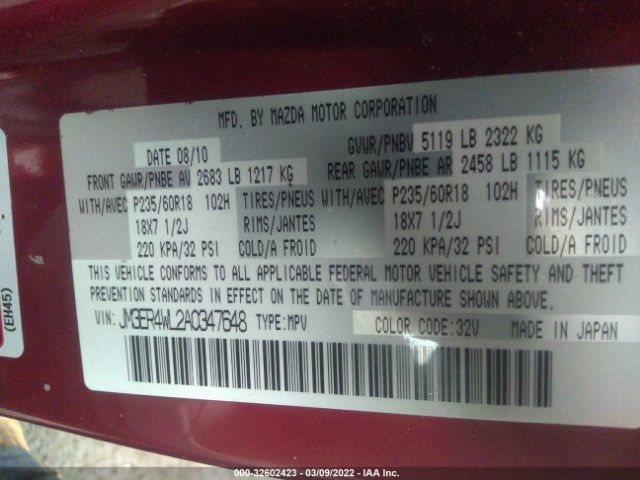 MFD. BY MAZDA MOTOR CORPORATION
DATE 08/10 GVWR/PNBV 5119 LB 2322 KG
FRONT GAWR/PNBE AV 2683 LB 1217 KG REAR GAWR/PNBE AR 2458 LB 1115 KG
WITH/AVEC P235/60R18 102H TIRES/PNEUS WITH/AVEC P235/60R18 102H TIRES/PNEUS
18X7 1/2J RIMS/JANTES 18X7 1/2J RIMS/JANTES
220 KPA/32 PSI COLD/A FROID 220 KPA/32 PSI COLD/A FROID
THIS VEHICLE CONFORMS TO ALL APPLICABLE FEDERAL MOTOR VEHICLE SAFETY AND THEFT
PREVENTION STANDARDS IN EFFECT ON THE DATE OF MANUFACTURE SHOWN ABOVE.
VIN: JM3ER4WL2A0347648 TYPE:MPV COLOR CODE:32V MADE IN JAPAN
(EH45)
000-32602423 - 03/09/2022 - IAA Inc.